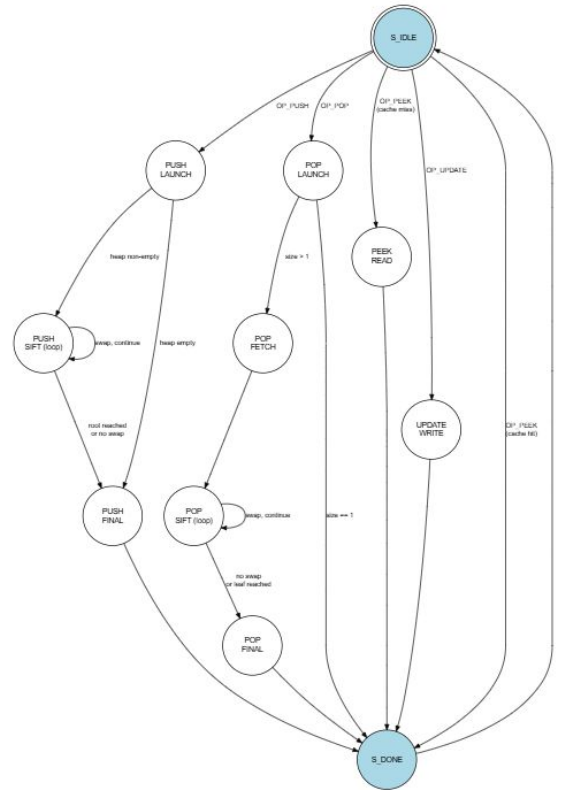 S_IDLE
OP_PUSH
OP_POP
OP_PEEK
(cache miss)
PUSH
LAUNCH
POP
LAUNCH
OP_UPDATE
heap non-empty
size > 1
PEEK
READ
PUSH
SIFT (loop)
swap, continue
heap empty
POP
FETCH
root reached
or no swap
UPDATE
WRITE
OP_PEEK
(cache hit)
PUSH
FINAL
POP
SIFT (loop)
swap, continue
size == 1
no swap
or leaf reached
POP
FINAL
S_DONE